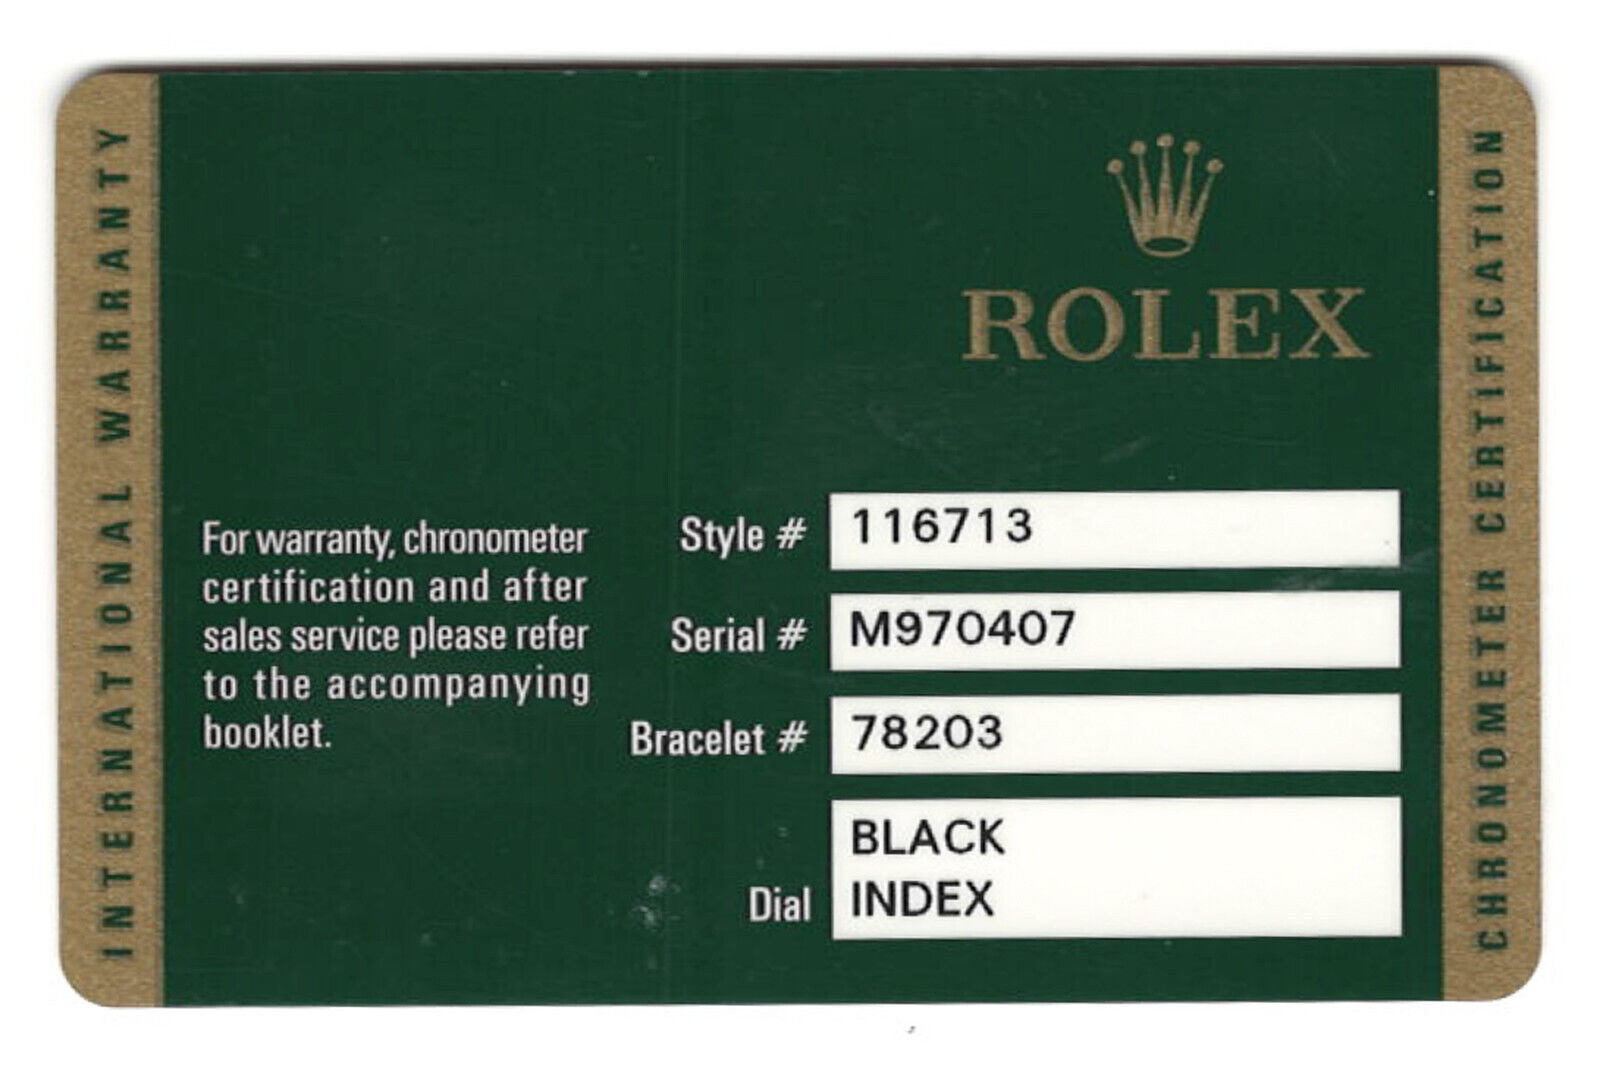 INTERNATIONAL WARRANTY
ROLEX
For warranty, chronometer
certification and after
sales service please refer
to the accompanying
booklet.
Style # 116713
Serial # M970407
Bracelet # 78203
Dial BLACK
INDEX
CHRONOMETER CERTIFICATION